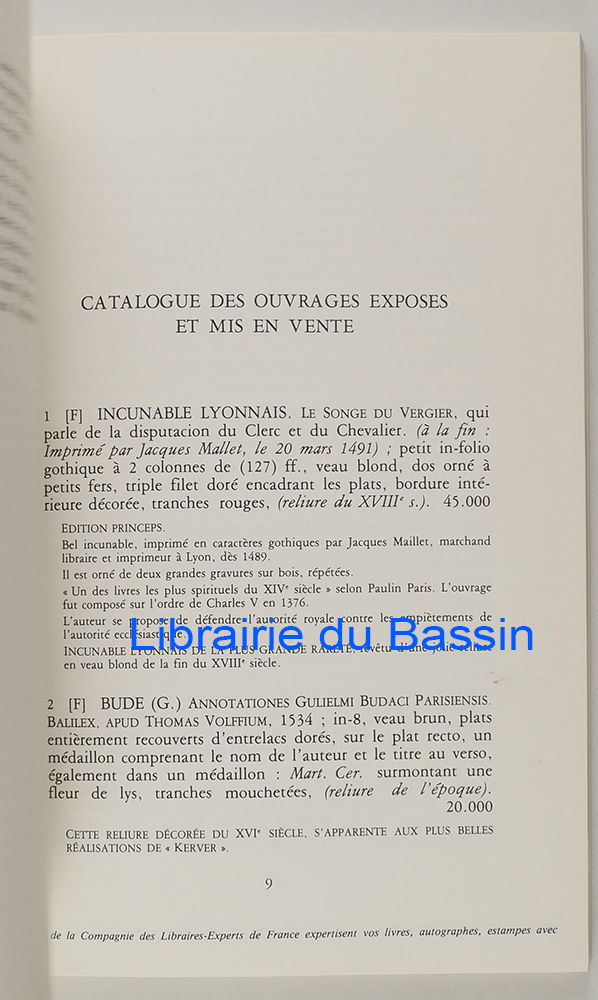 CATALOGUE DES OUVRAGES EXPOSES
ET MIS EN VENTE
1 [F] INCUNABLE LYONNAIS. LE SONGE DU VERGIER, qui
parle de la disputacion du Clerc et du Chevalier. (à la fin :
Imprimé par Jacques Mallet, le 20 mars 1491) ; petit in-folio
gothique à 2 colonnes de (127) ff., veau blond, dos orné à
petits fers, triple filet doré encadrant les plats, bordure inté-
rieure décorée, tranches rouges, (reliure du XVIIIe s.). 45.000
EDITION PRINCEPS.
Bel incunable, imprimé en caractères gothiques par Jacques Maillet, marchand
libraire et imprimeur à Lyon, dès 1489.
Il est orné de deux grandes gravures sur bois, répétées.
« Un des livres les plus spirituels du XIVe siècle » selon Paulin Paris. L'ouvrage
fut composé sur l'ordre de Charles V en 1376.
L'auteur se propose de défendre l'autorité royale contre les empiètements de
l'autorité ecclésiastique.
Librairie du Bassin
INCUNABLE LYONNAIS DE LA PLUS GRANDE RARETÉ, revêtu d'une jolie reliure
en veau blond de la fin du XVIIIe siècle.
2 [F] BUDE (G.) ANNOTATIONES GULIELMI BUDACI PARISIENSIS.
BALILEX, APUD THOMAS VOLFFIUM, 1534 ; in-8, veau brun, plats
entièrement recouverts d'entrelacs dorés, sur le plat recto, un
médaillon comprenant le nom de l'auteur et le titre au verso,
également dans un médaillon : Mart. Cer. surmontant une
fleur de lys, tranches mouchetées, (reliure de l'époque).
20.000
CETTE RELIURE DÉCORÉE DU XVIe SIÈCLE, S'APPARENTE AUX PLUS BELLES
RÉALISATIONS DE « KERVER ».
9
de la Compagnie des Libraires-Experts de France expertisent vos livres, autographes, estampes avec